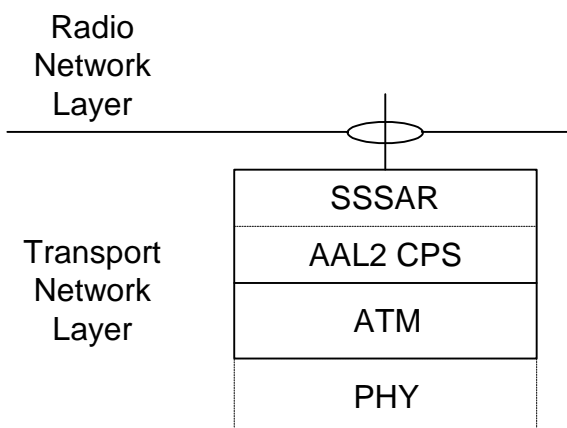 Radio
Network
Layer
SSSAR
AAL2 CPS
Transport
Network
Layer
ATM
PHY